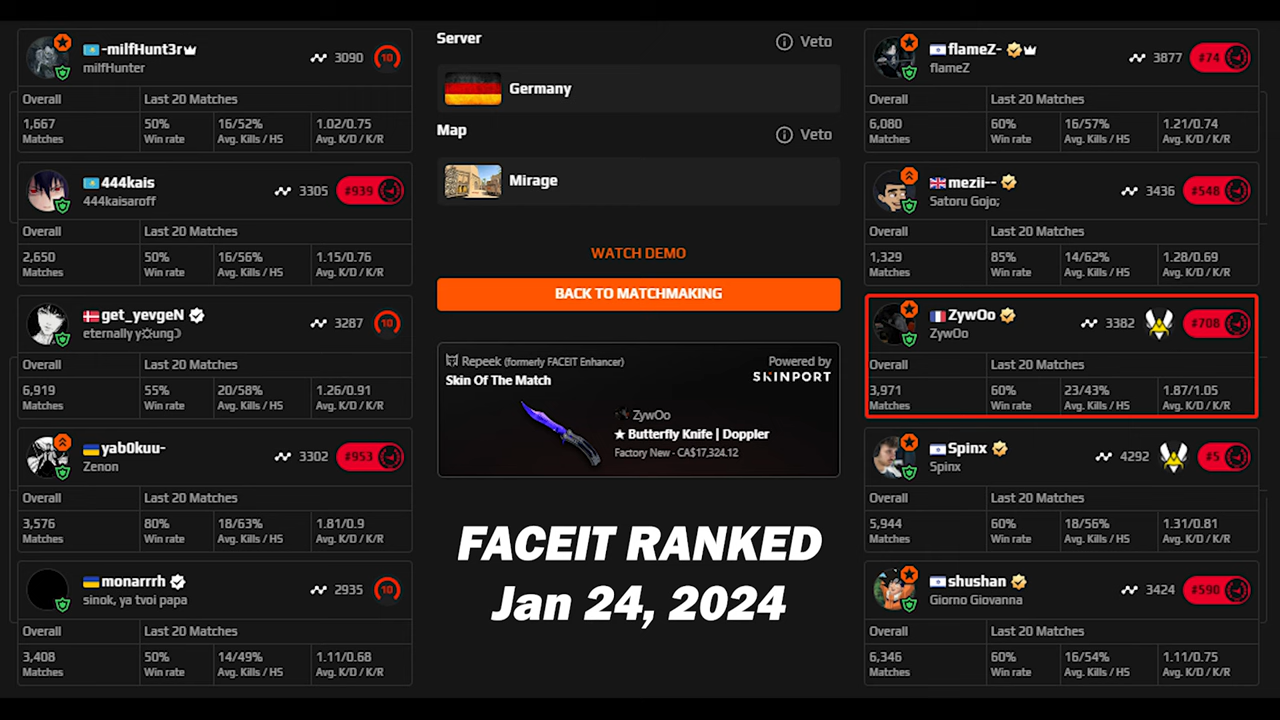 -milfHunt3r
milfHunter
3090
10
Overall
Last 20 Matches
1,667
Matches
50%
Win rate
16/52%
Avg. Kills / HS
1.02/0.75
Avg. K/D / K/R
444kais
444kaisaroff
3305
#939
Overall
Last 20 Matches
2,650
Matches
50%
Win rate
16/56%
Avg. Kills / HS
1.15/0.76
Avg. K/D / K/R
get_yevgeN
eternally y☼ung☽
3287
10
Overall
Last 20 Matches
6,919
Matches
55%
Win rate
20/58%
Avg. Kills / HS
1.26/0.91
Avg. K/D / K/R
yab0kuu-
Zenon
3302
#953
Overall
Last 20 Matches
3,576
Matches
80%
Win rate
18/63%
Avg. Kills / HS
1.81/0.9
Avg. K/D / K/R
monarrrh
sinok, ya tvoi papa
2935
10
Overall
Last 20 Matches
3,408
Matches
50%
Win rate
14/49%
Avg. Kills / HS
1.11/0.68
Avg. K/D / K/R
Server
Veto
Germany
Map
Veto
Mirage
WATCH DEMO
BACK TO MATCHMAKING
Repeek (formerly FACEIT Enhancer)
Skin Of The Match
Powered by
SKINPORT
ZywOo
★ Butterfly Knife | Doppler
Factory New - CA$17,324.12
FACEIT RANKED
Jan 24, 2024
flameZ-
flameZ
3877
#74
Overall
Last 20 Matches
6,080
Matches
60%
Win rate
16/57%
Avg. Kills / HS
1.21/0.74
Avg. K/D / K/R
mezii--
Satoru Gojo;
3436
#548
Overall
Last 20 Matches
1,329
Matches
85%
Win rate
14/62%
Avg. Kills / HS
1.28/0.69
Avg. K/D / K/R
ZywOo
ZywOo
3382
#708
Overall
Last 20 Matches
3,971
Matches
60%
Win rate
23/43%
Avg. Kills / HS
1.87/1.05
Avg. K/D / K/R
Spinx
Spinx
4292
#5
Overall
Last 20 Matches
5,944
Matches
60%
Win rate
18/56%
Avg. Kills / HS
1.31/0.81
Avg. K/D / K/R
shushan
Giorno Giovanna
3424
#590
Overall
Last 20 Matches
6,346
Matches
60%
Win rate
16/54%
Avg. Kills / HS
1.11/0.75
Avg. K/D / K/R